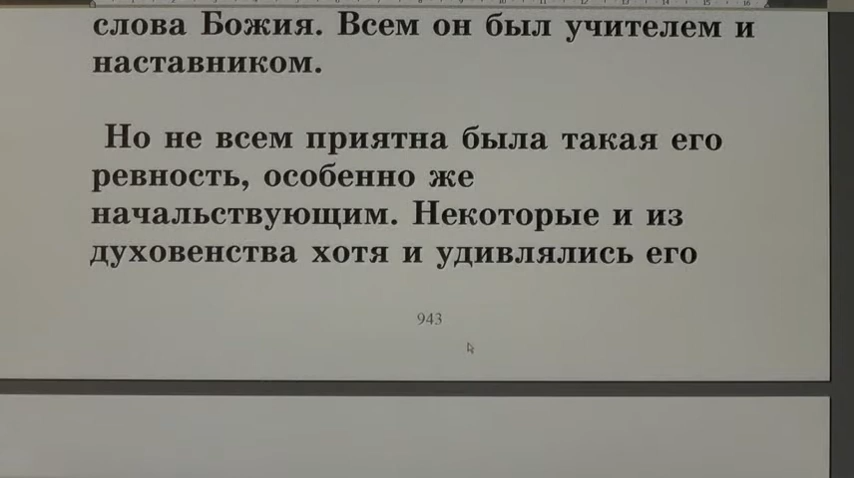 слова Божия. Всем он был учителем и
наставником.
Но не всем приятна была такая его
ревность, особенно же
начальствующим. Некоторые и из
духовенства хотя и удивлялись его
943